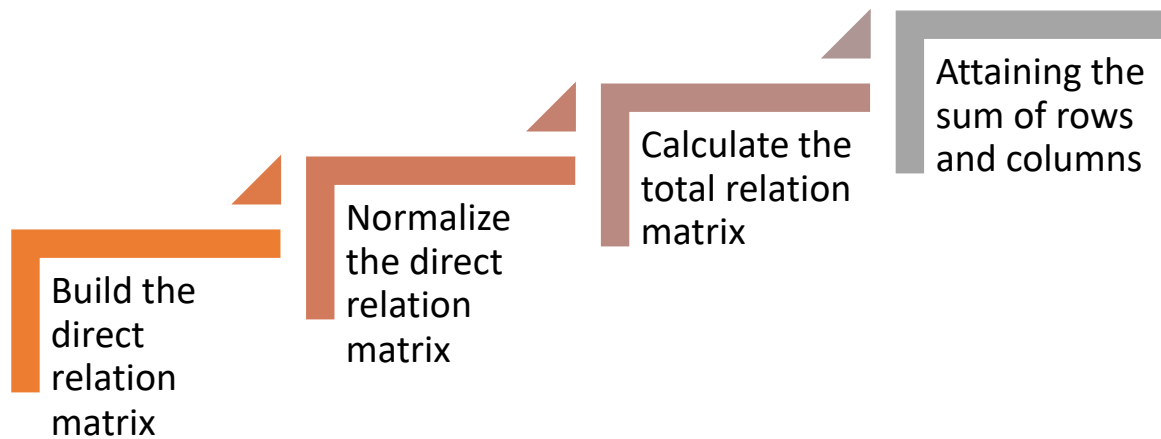 Build the
direct
relation
matrix
Normalize
the direct
relation
matrix
Calculate the
total relation
matrix
Attaining the
sum of rows
and columns